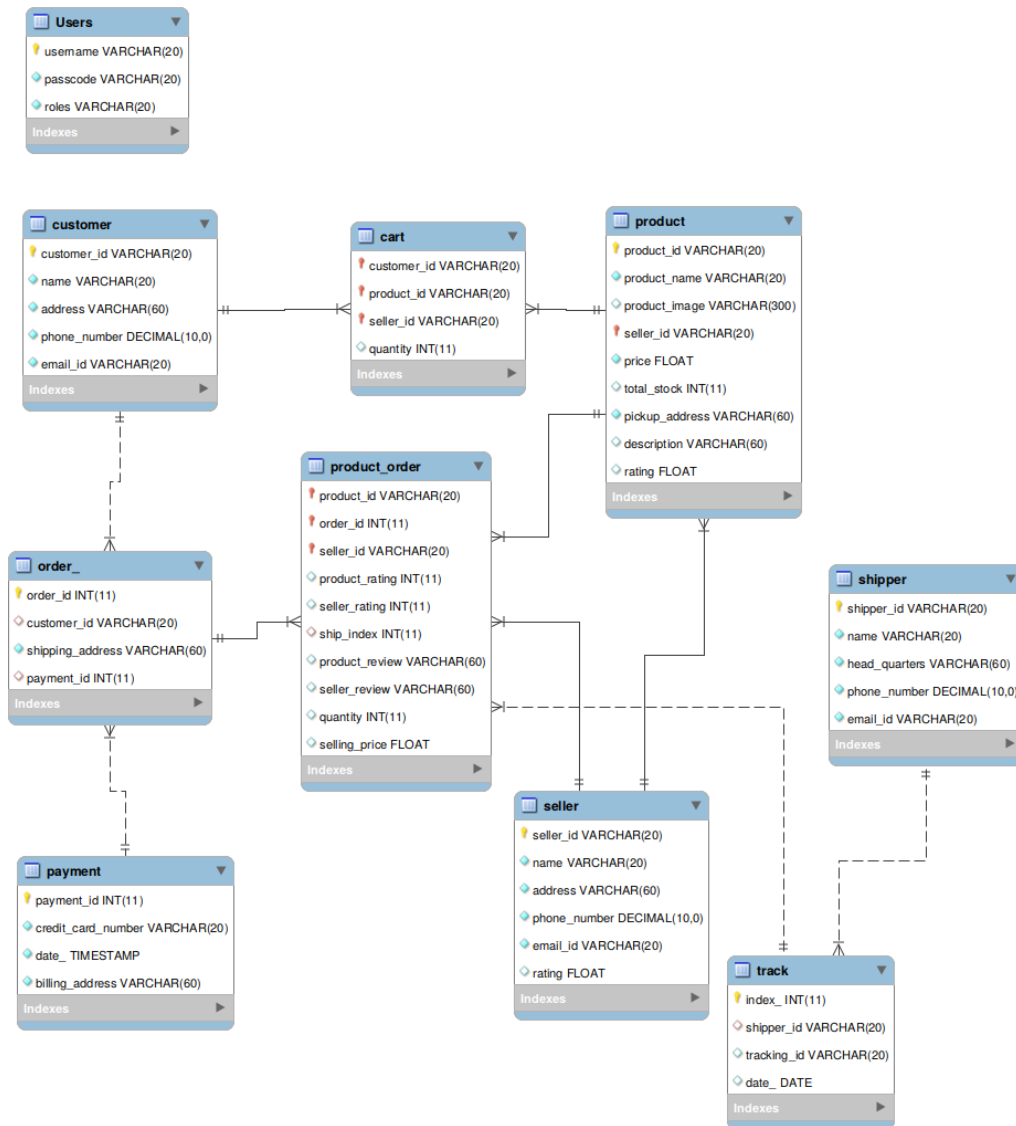 Users
username VARCHAR(20)
passcode VARCHAR(20)
roles VARCHAR(20)
Indexes
customer
customer_id VARCHAR(20)
name VARCHAR(20)
address VARCHAR(60)
phone_number DECIMAL(10,0)
email_id VARCHAR(20)
Indexes
cart
customer_id VARCHAR(20)
product_id VARCHAR(20)
seller_id VARCHAR(20)
quantity INT(11)
Indexes
product
product_id VARCHAR(20)
product_name VARCHAR(20)
product_image VARCHAR(300)
seller_id VARCHAR(20)
price FLOAT
total_stock INT(11)
pickup_address VARCHAR(60)
description VARCHAR(60)
rating FLOAT
Indexes
product_order
product_id VARCHAR(20)
order_id INT(11)
seller_id VARCHAR(20)
product_rating INT(11)
seller_rating INT(11)
ship_index INT(11)
product_review VARCHAR(60)
seller_review VARCHAR(60)
quantity INT(11)
selling_price FLOAT
Indexes
order_
order_id INT(11)
customer_id VARCHAR(20)
shipping_address VARCHAR(60)
payment_id INT(11)
Indexes
shipper
shipper_id VARCHAR(20)
name VARCHAR(20)
head_quarters VARCHAR(60)
phone_number DECIMAL(10,0)
email_id VARCHAR(20)
Indexes
payment
payment_id INT(11)
credit_card_number VARCHAR(20)
date_ TIMESTAMP
billing_address VARCHAR(60)
Indexes
seller
seller_id VARCHAR(20)
name VARCHAR(20)
address VARCHAR(60)
phone_number DECIMAL(10,0)
email_id VARCHAR(20)
rating FLOAT
Indexes
track
index_ INT(11)
shipper_id VARCHAR(20)
tracking_id VARCHAR(20)
date_ DATE
Indexes